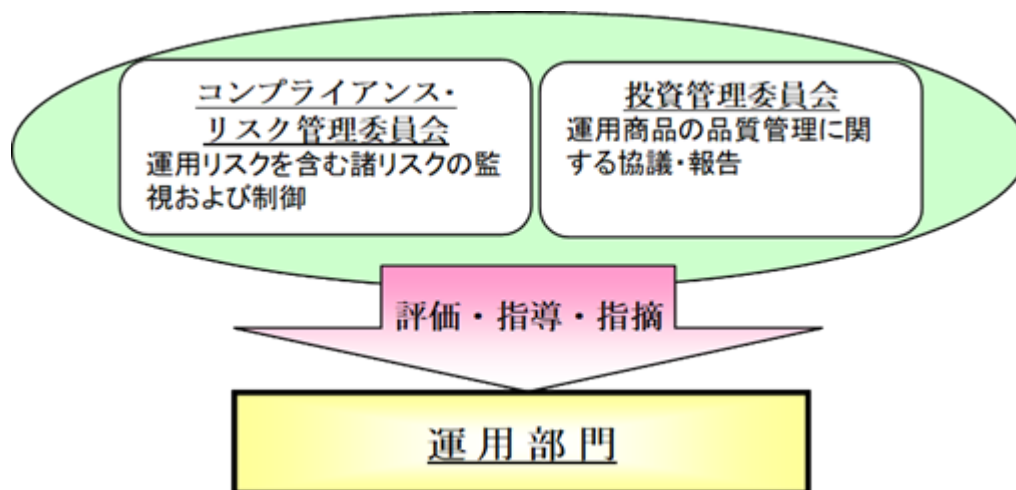 コンプライアンス・
リスク管理委員会
運用リスクを含む諸リスクの監
視および制御
投資管理委員会
運用商品の品質管理に関
する協議・報告
評価・指導・指摘
運用部門